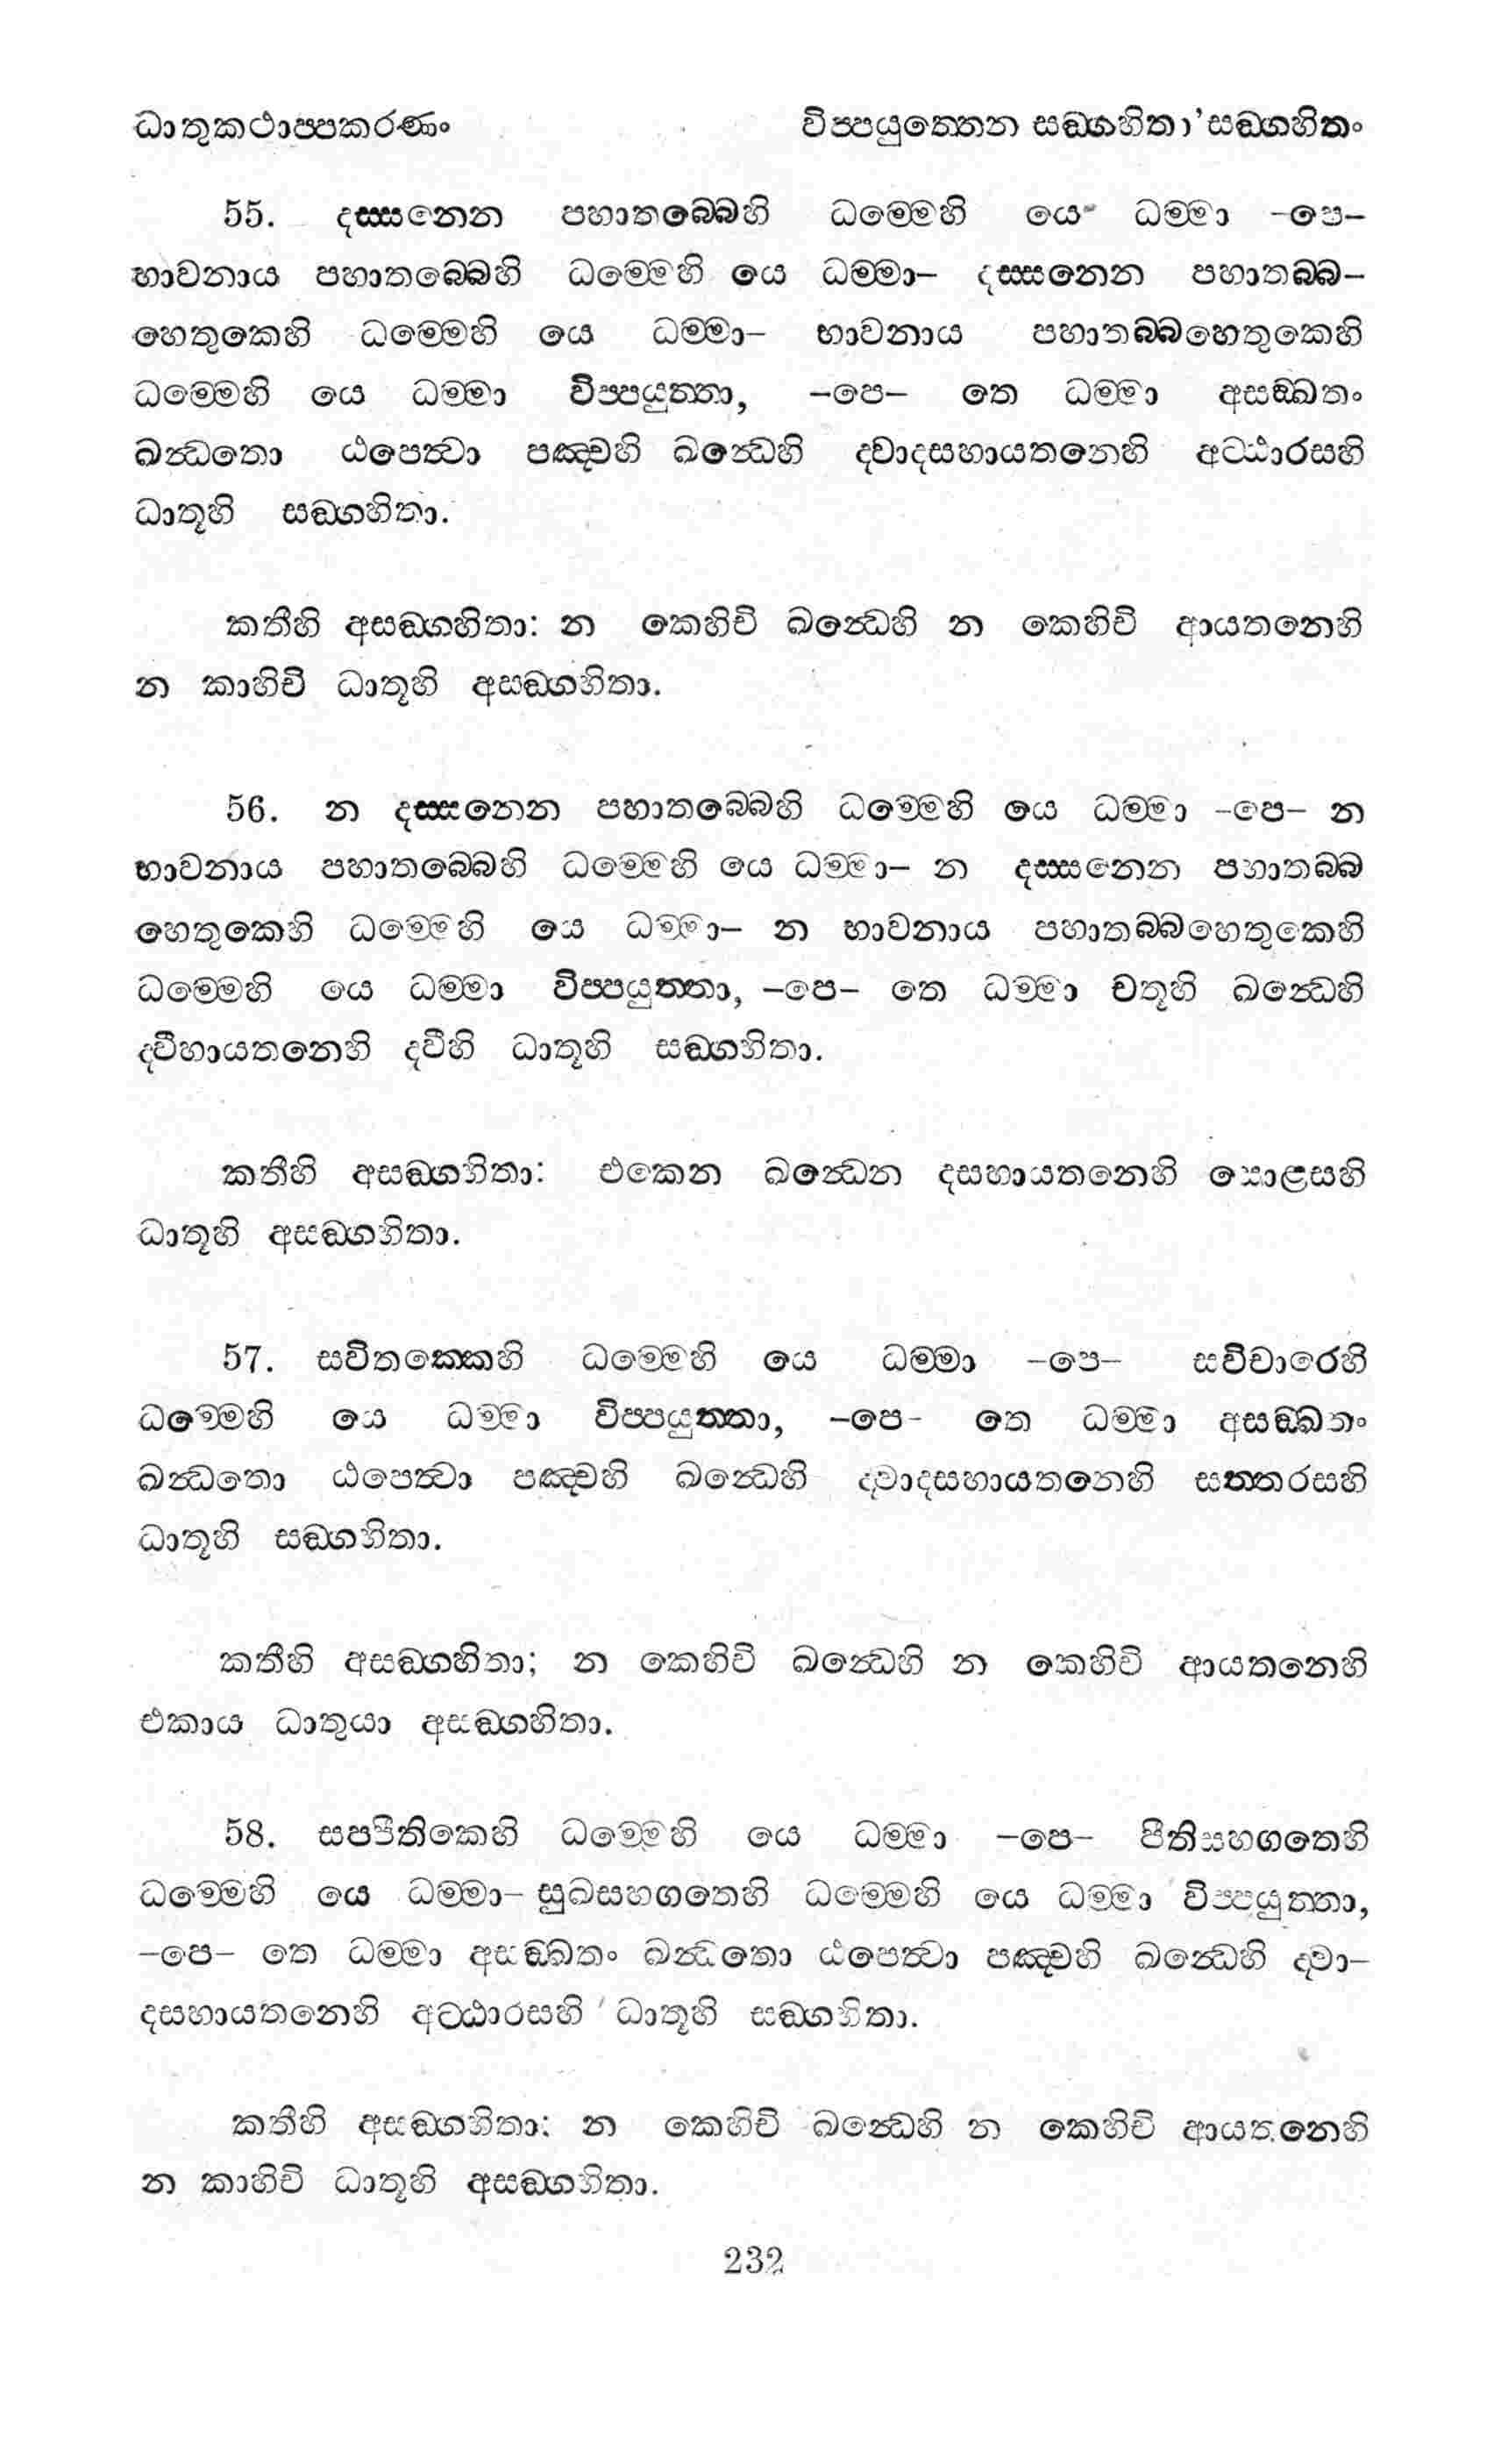 ධාතුකථාප්පකරණං විප්පයුත්තෙන සඞ්ගහිතා'සඞ්ගහිතං
55. දස්සනෙන පහාතබ්බෙහි ධම්මෙහි යෙ ධම්මා -පෙ-
භාවනාය පහාතබ්බෙහි ධම්මෙහි යෙ ධම්මා- දස්සනෙන පහාතබ්බ-
හෙතුකෙහි ධම්මෙහි යෙ ධම්මා- භාවනාය පහාතබ්බහෙතුකෙහි
ධම්මෙහි යෙ ධම්මා විප්පයුත්තා, -පෙ- තෙ ධම්මා අසඞ්ඛතං
ඛන්ධතො ඨපෙත්වා පඤ්චහි ඛන්ධෙහි ද්වාදසහායතනෙහි අට්ඨාරසහි
ධාතූහි සඞ්ගහිතා.
කතීහි අසඞ්ගහිතා: න කෙහිචි ඛන්ධෙහි න කෙහිචි ආයතනෙහි
න කාහිචි ධාතූහි අසඞ්ගහිතා.
56. න දස්සනෙන පහාතබ්බෙහි ධම්මෙහි යෙ ධම්මා -පෙ- න
භාවනාය පහාතබ්බෙහි ධම්මෙහි යෙ ධම්මා- න දස්සනෙන පහාතබ්බ
හෙතුකෙහි ධම්මෙහි යෙ ධම්මා- න භාවනාය පහාතබ්බහෙතුකෙහි
ධම්මෙහි යෙ ධම්මා විප්පයුත්තා, -පෙ- තෙ ධම්මා චතූහි ඛන්ධෙහි
ද්වීහායතනෙහි ද්වීහි ධාතූහි සඞ්ගහිතා.
කතීහි අසඞ්ගහිතා: එකෙන ඛන්ධෙන දසහායතනෙහි සොළසහි
ධාතූහි අසඞ්ගහිතා.
57. සවිතක්කෙහි ධම්මෙහි යෙ ධම්මා -පෙ- සවිචාරෙහි
ධම්මෙහි යෙ ධම්මා විප්පයුත්තා, -පෙ- තෙ ධම්මා අසඞ්ඛතං
ඛන්ධතො ඨපෙත්වා පඤ්චහි ඛන්ධෙහි ද්වාදසහායතනෙහි සත්තරසහි
ධාතූහි සඞ්ගහිතා.
කතීහි අසඞ්ගහිතා; න කෙහිචි ඛන්ධෙහි න කෙහිචි ආයතනෙහි
එකාය ධාතුයා අසඞ්ගහිතා.
58. සප්පීතිකෙහි ධම්මෙහි යෙ ධම්මා -පෙ- පීතිසහගතෙහි
ධම්මෙහි යෙ ධම්මා- සුඛසහගතෙහි ධම්මෙහි යෙ ධම්මා විප්පයුත්තා,
-පෙ- තෙ ධම්මා අසඞ්ඛතං ඛන්ධතො ඨපෙත්වා පඤ්චහි ඛන්ධෙහි ද්වා-
දසහායතනෙහි අට්ඨාරසහි ධාතූහි සඞ්ගහිතා.
කතීහි අසඞ්ගහිතා: න කෙහිචි ඛන්ධෙහි න කෙහිචි ආයතනෙහි
න කාහිචි ධාතූහි අසඞ්ගහිතා.
232